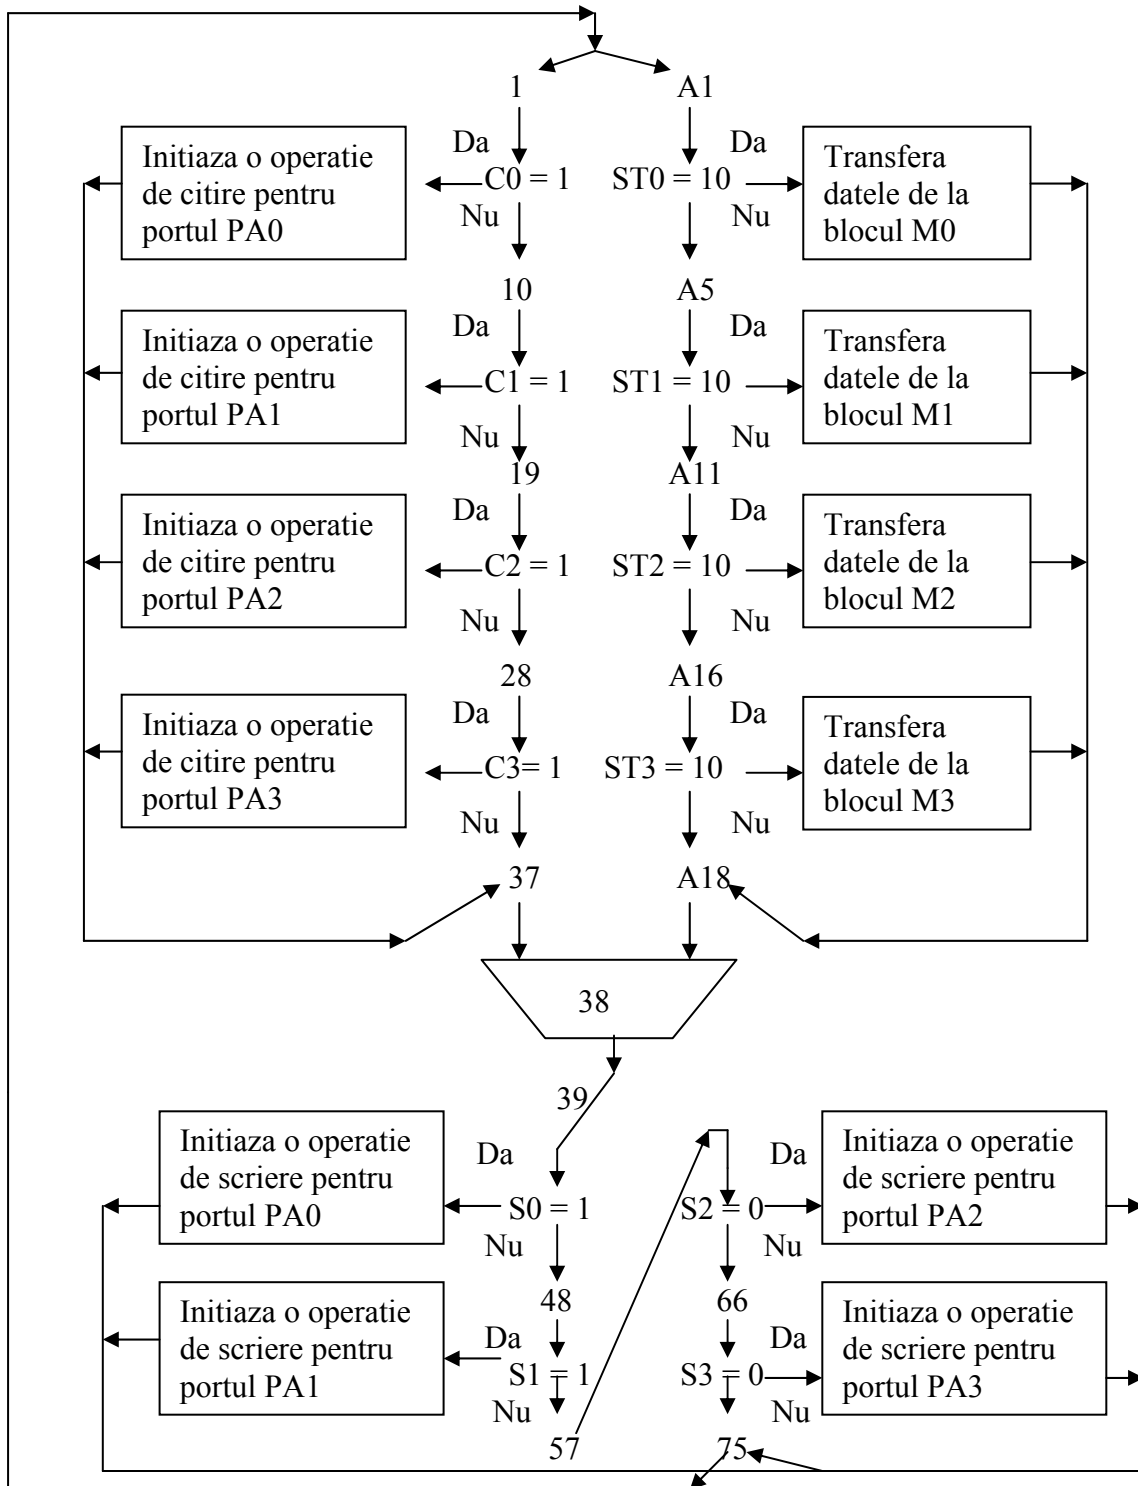 1 A1
Initiaza o operatie
de citire pentru
portul PA0
Da
C0 = 1
Nu
ST0 = 10
Da
Nu
Transfera
datele de la
blocul M0
10 A5
Initiaza o operatie
de citire pentru
portul PA1
Da
C1 = 1
Nu
ST1 = 10
Da
Nu
Transfera
datele de la
blocul M1
19 A11
Initiaza o operatie
de citire pentru
portul PA2
Da
C2 = 1
Nu
ST2 = 10
Da
Nu
Transfera
datele de la
blocul M2
28 A16
Initiaza o operatie
de citire pentru
portul PA3
Da
C3= 1
Nu
ST3 = 10
Da
Nu
Transfera
datele de la
blocul M3
37 A18
38
39
Initiaza o operatie
de scriere pentru
portul PA0
Da
S0 = 1
Nu
S2 = 0
Da
Nu
Initiaza o operatie
de scriere pentru
portul PA2
48 66
Initiaza o operatie
de scriere pentru
portul PA1
Da
S1 = 1
Nu
S3 = 0
Da
Nu
Initiaza o operatie
de scriere pentru
portul PA3
57 75